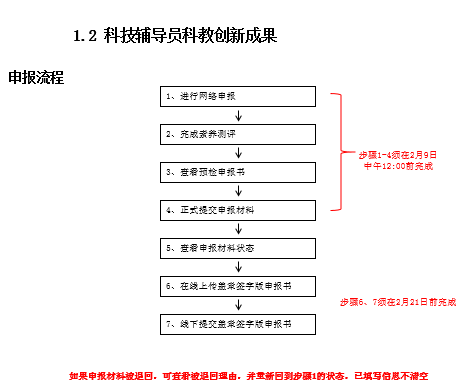 1.2 科技辅导员科教创新成果
申报流程
1、进行网络申报
2、完成素养测评
3、查看预检申报书
4、正式提交申报材料
步骤1-4须在2月9日
中午12:00前完成
5、查看申报材料状态
6、在线上传盖章签字版申报书
7、线下提交盖章签字版申报书
步骤6、7须在2月21日前完成
如果申报材料被退回，可查看被退回理由，并重新回到步骤1的状态，已填写信息不清空